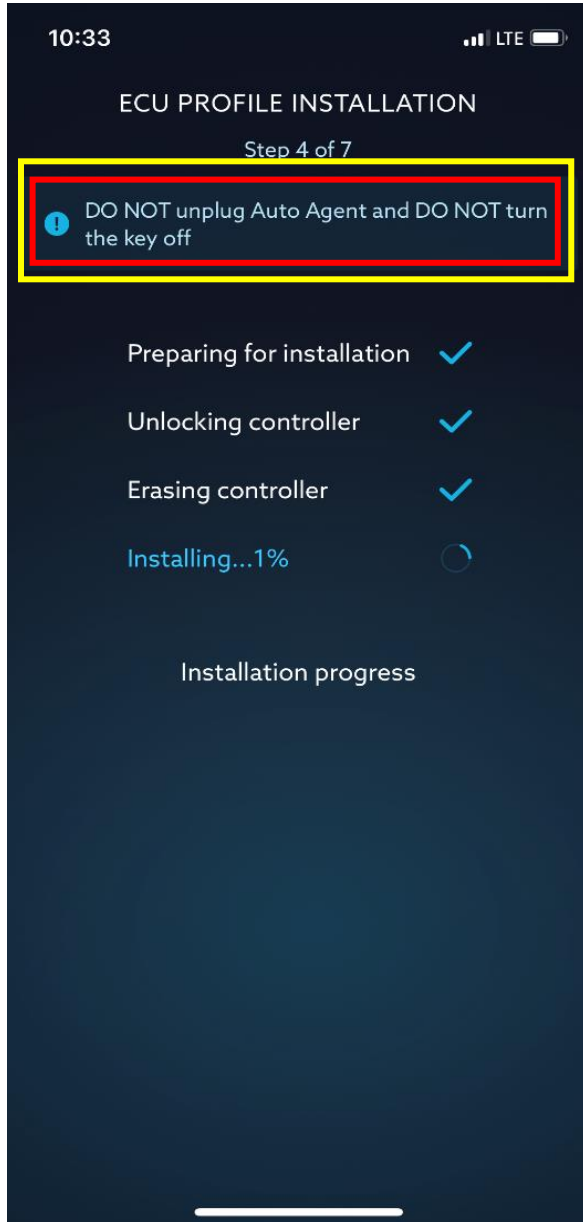 10:33
LTE
ECU PROFILE INSTALLATION
Step 4 of 7
DO NOT unplug Auto Agent and DO NOT turn
the key off
Preparing for installation
Unlocking controller
Erasing controller
Installing...1%
Installation progress